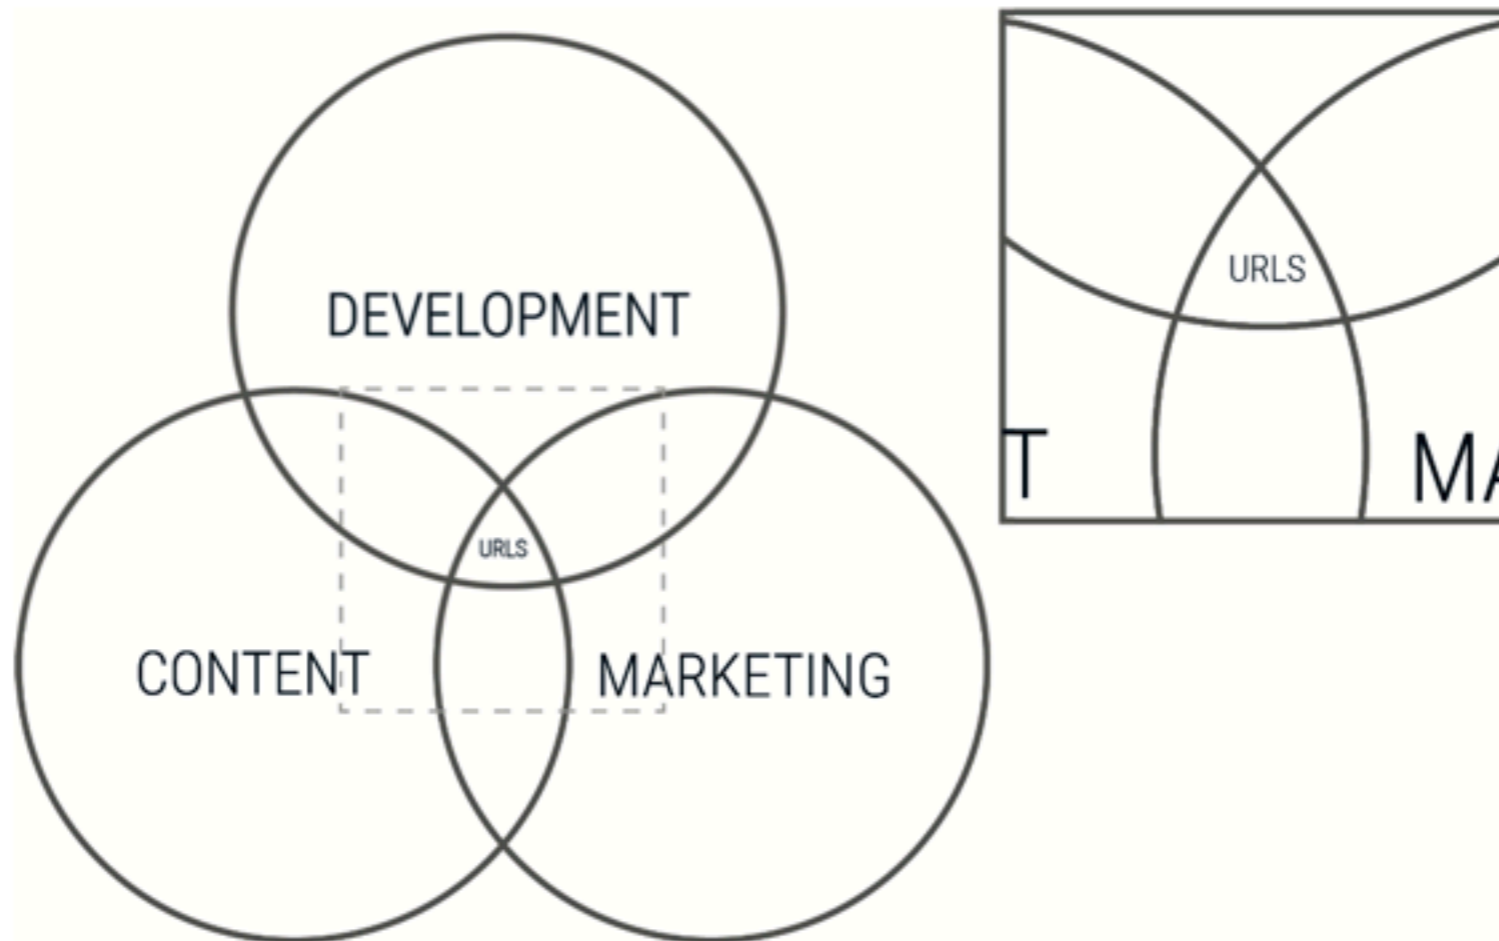 DEVELOPMENT
URLS
CONTENT
MARKETING
URLS
T
MA